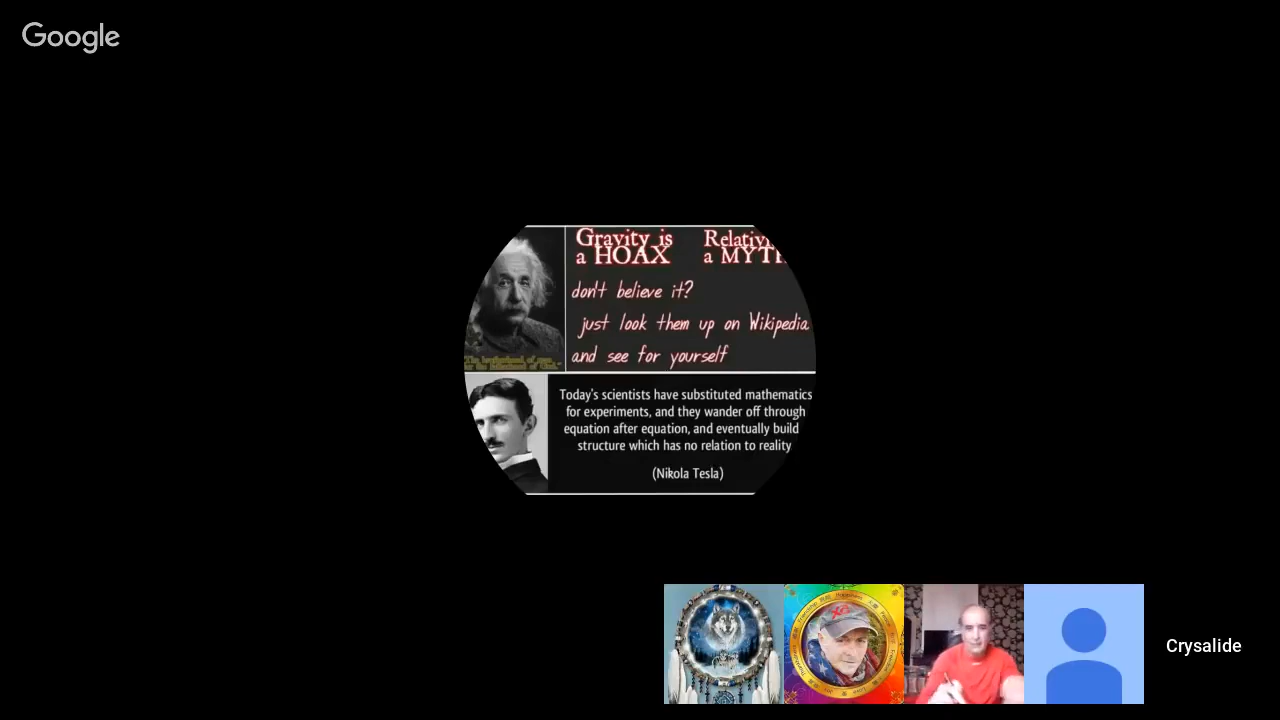 Google
Gravity is
a HOAX
don't believe it?
just look them up on Wikipedia
and see for yourself
Today's scientists have substituted mathematics
for experiments, and they wander off through
equation after equation, and eventually build
structure which has no relation to reality
(Nikola Tesla)
Crysalide